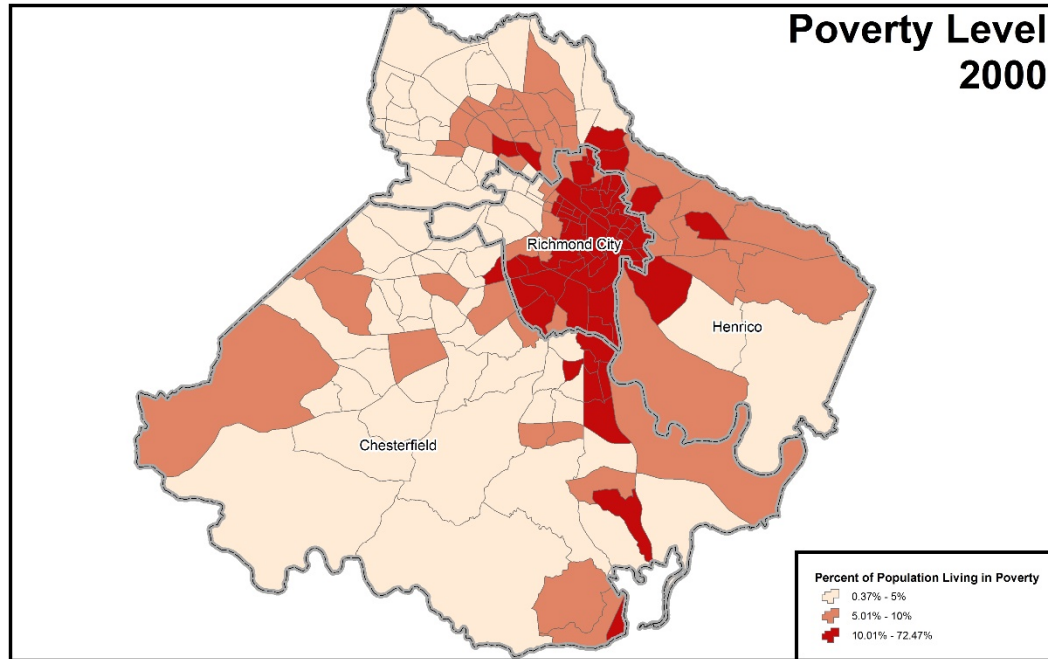 Poverty Level
2000
Richmond City
Henrico
Chesterfield
Percent of Population Living in Poverty
0.37% - 5%
5.01% - 10%
10.01% - 72.47%